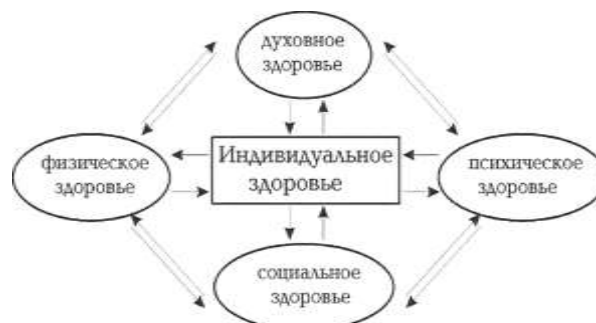 духовное
здоровье
физическое
здоровье
Индивидуальное
здоровье
психическое
здоровье
социальное
здоровье